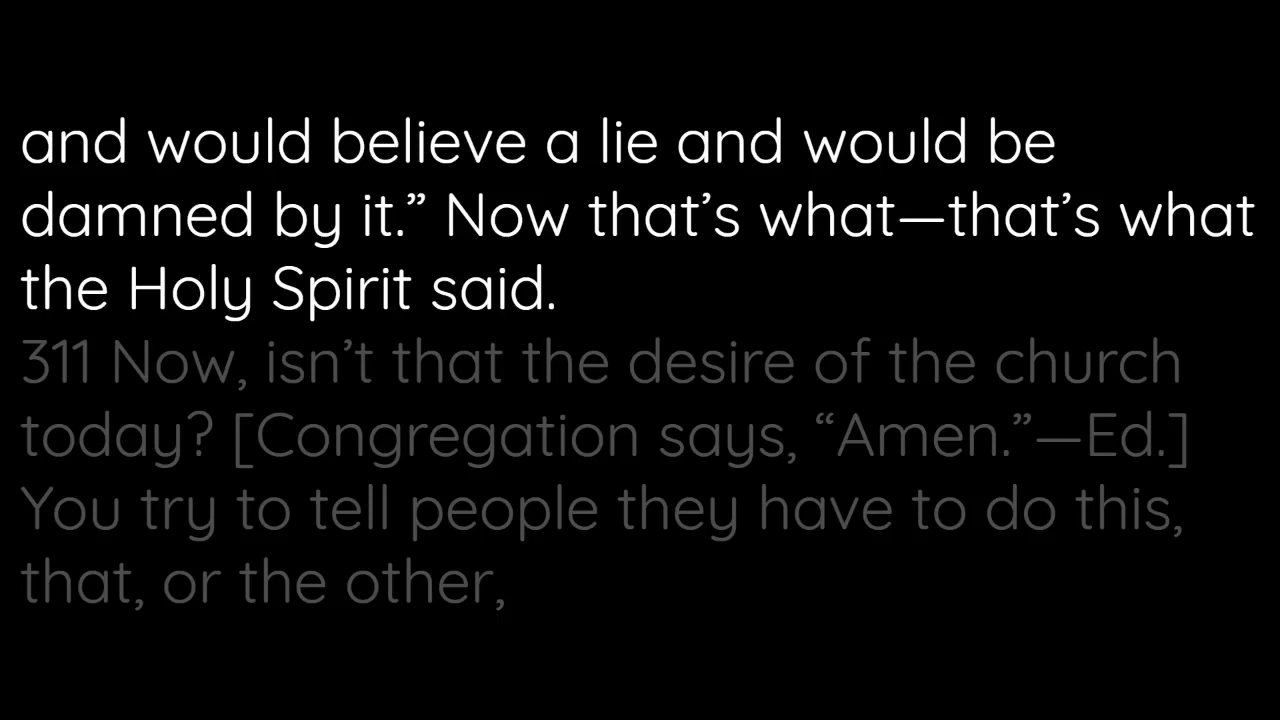 and would believe a lie and would be
damned by it.” Now that’s what—that’s what
the Holy Spirit said.
311 Now, isn’t that the desire of the church
today? [Congregation says, “Amen.”—Ed.]
You try to tell people they have to do this,
that, or the other,